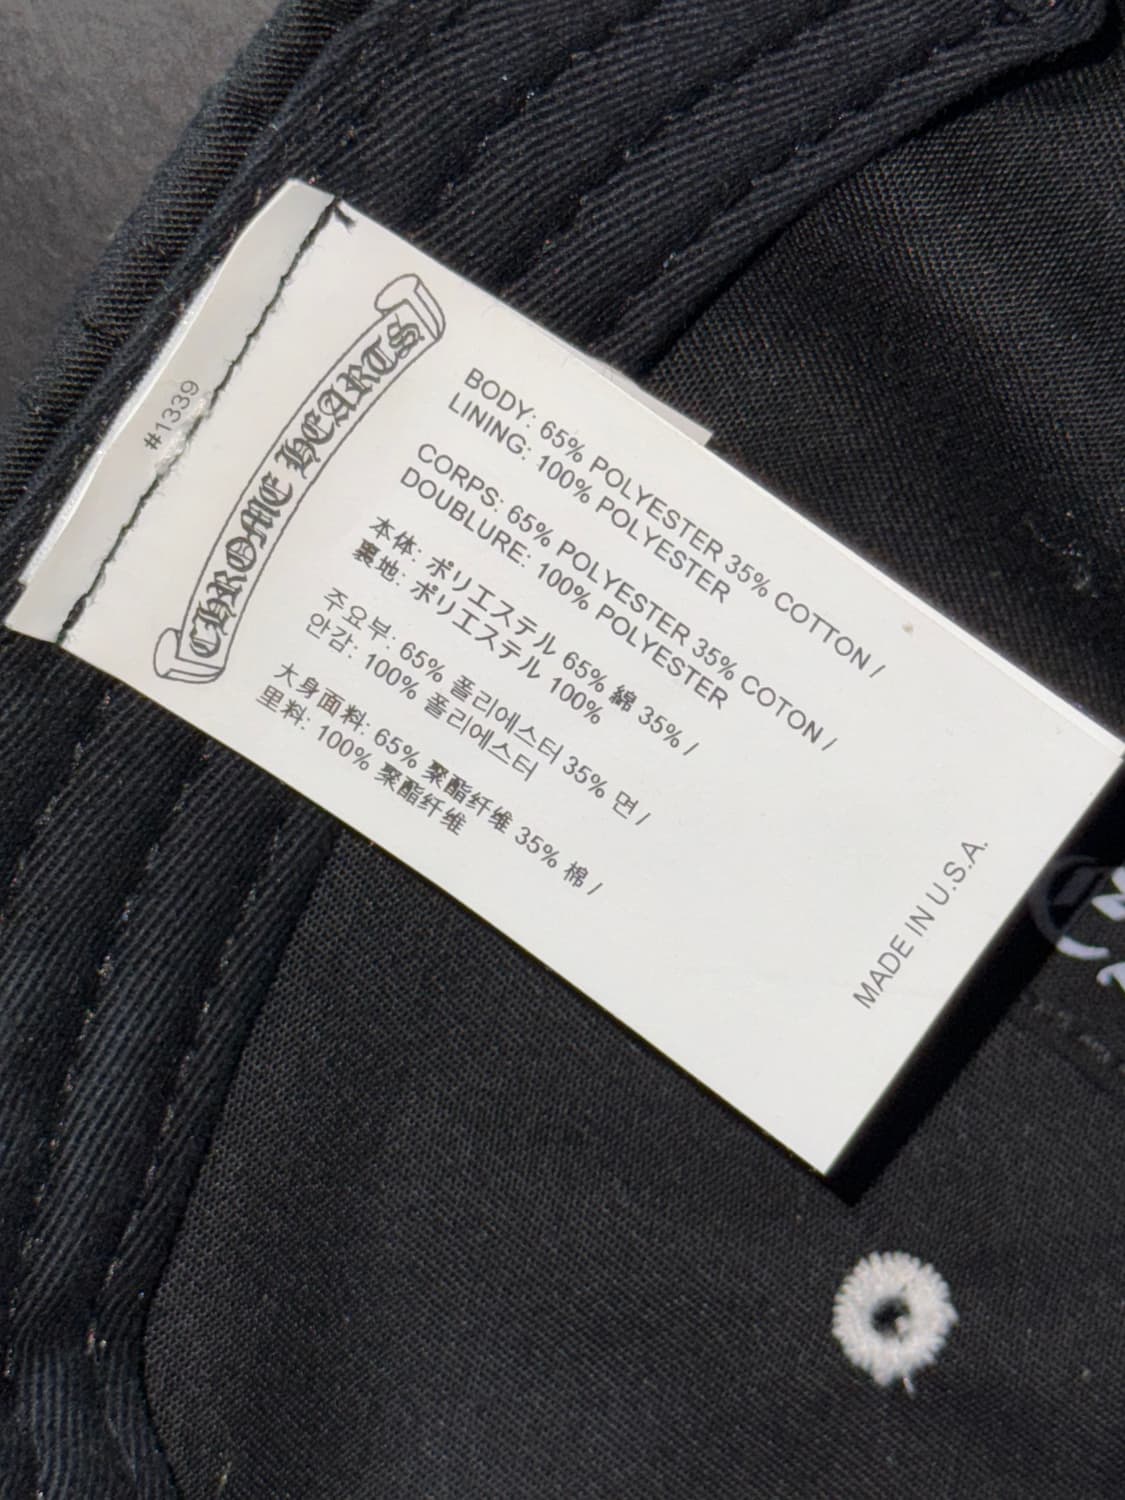 #1339
CHROME HEARTS
BODY: 65% POLYESTER 35% COTTON /
LINING: 100% POLYESTER
CORPS: 65% POLYESTER 35% COTON /
DOUBLURE: 100% POLYESTER
本体: ポリエステル 65% 綿 35% /
裏地: ポリエステル 100%
주요부: 65% 폴리에스터 35% 면 /
안감: 100% 폴리에스터
大身面料: 65% 聚酯纤维 35% 棉 /
里料: 100% 聚酯纤维
MADE IN U.S.A.